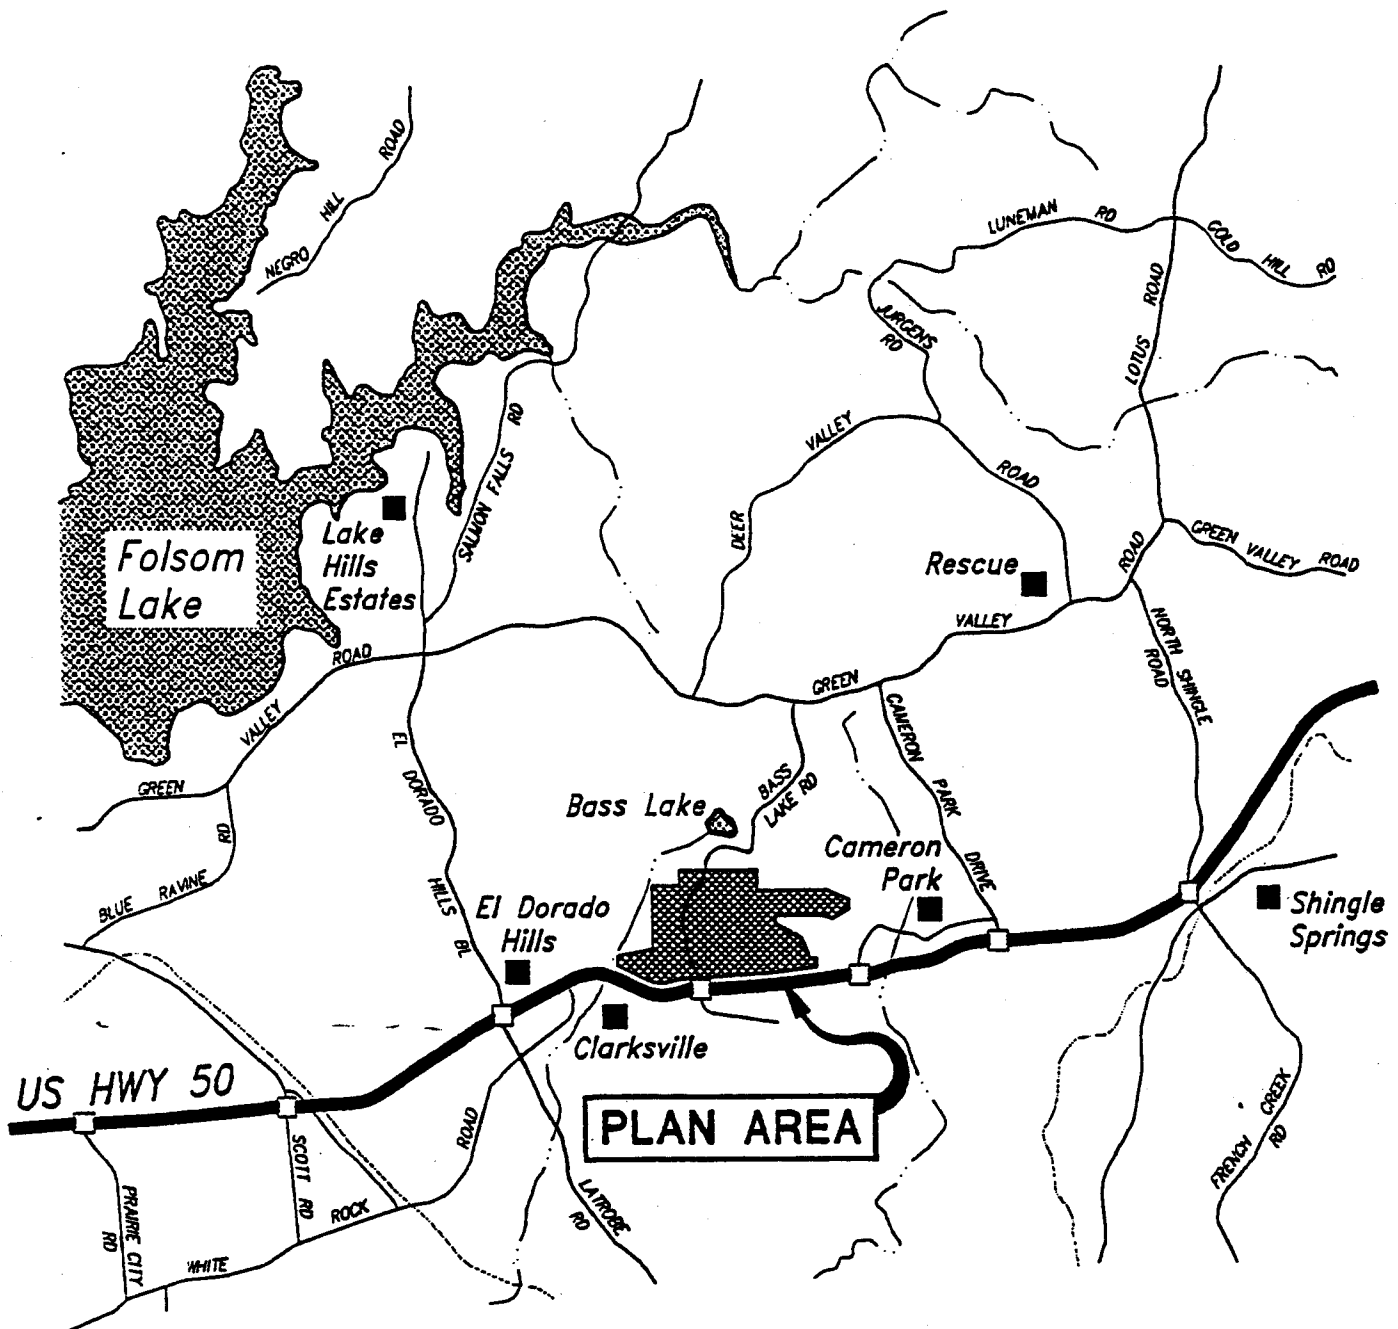 NEGRO HILL ROAD
LUNEMAN RD
GOLD HILL RD
JURGENS RD
LOTUS ROAD
SALMON FALLS RD
DEER VALLEY ROAD
Folsom
Lake
Lake
Hills
Estates
Rescue
GREEN VALLEY ROAD
GREEN VALLEY ROAD
GREEN VALLEY ROAD
NORTH SHINGLE
ROAD
EL DORADO HILLS BL
CAMERON PARK DRIVE
BASS
LAKE RD
Bass Lake
BLUE RAVINE RD
Cameron
Park
El Dorado
Hills
Shingle
Springs
Clarksville
US HWY 50
PLAN AREA
SCOTT RD
PRAIRIE CITY
RD
WHITE ROCK ROAD
LATROBE
RD
FRENCH CREEK
RD